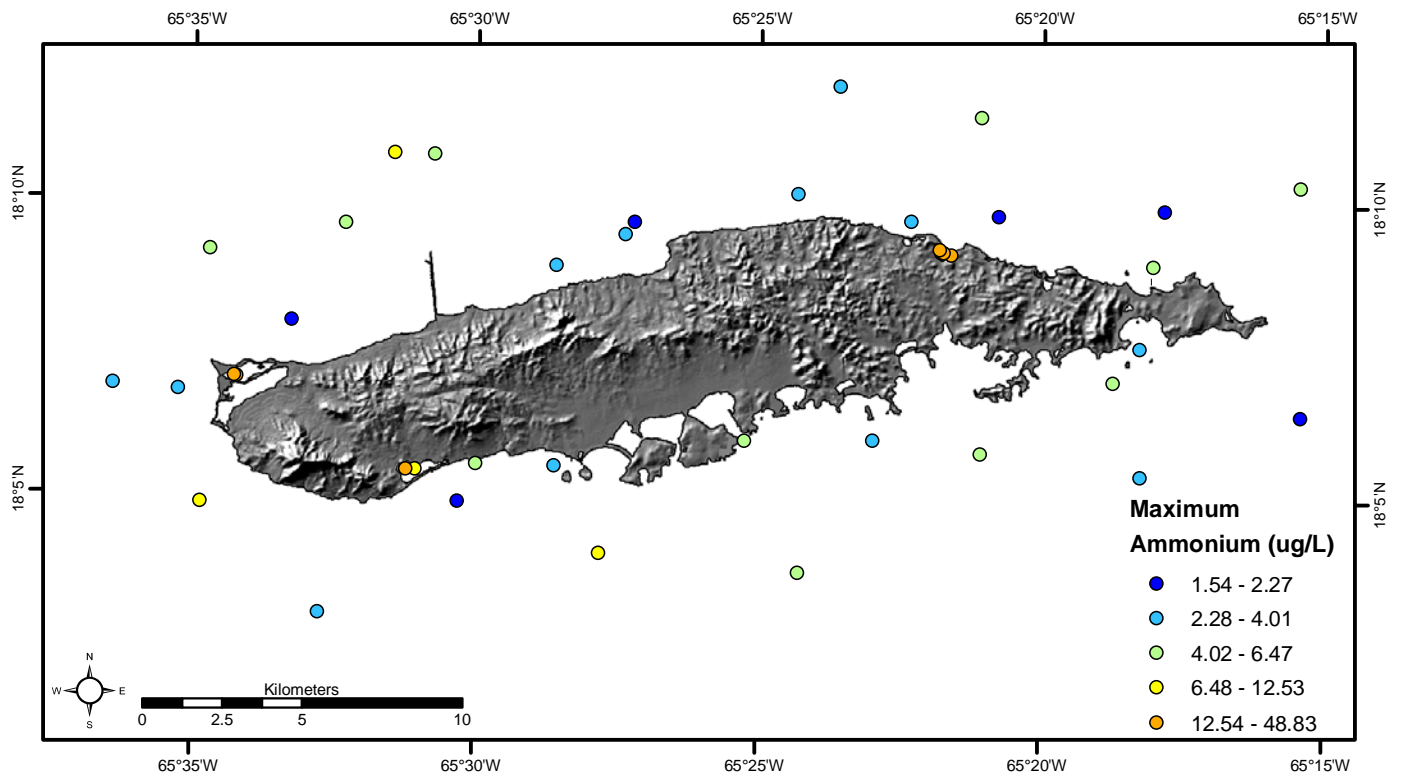 65°35'W 65°30'W 65°25'W 65°20'W 65°15'W
18°10'N 18°10'N
18°5'N 18°5'N
Maximum
Ammonium (ug/L)
1.54 - 2.27
2.28 - 4.01
4.02 - 6.47
6.48 - 12.53
12.54 - 48.83
N
W E
S
Kilometers
0 2.5 5 10
65°35'W 65°30'W 65°25'W 65°20'W 65°15'W